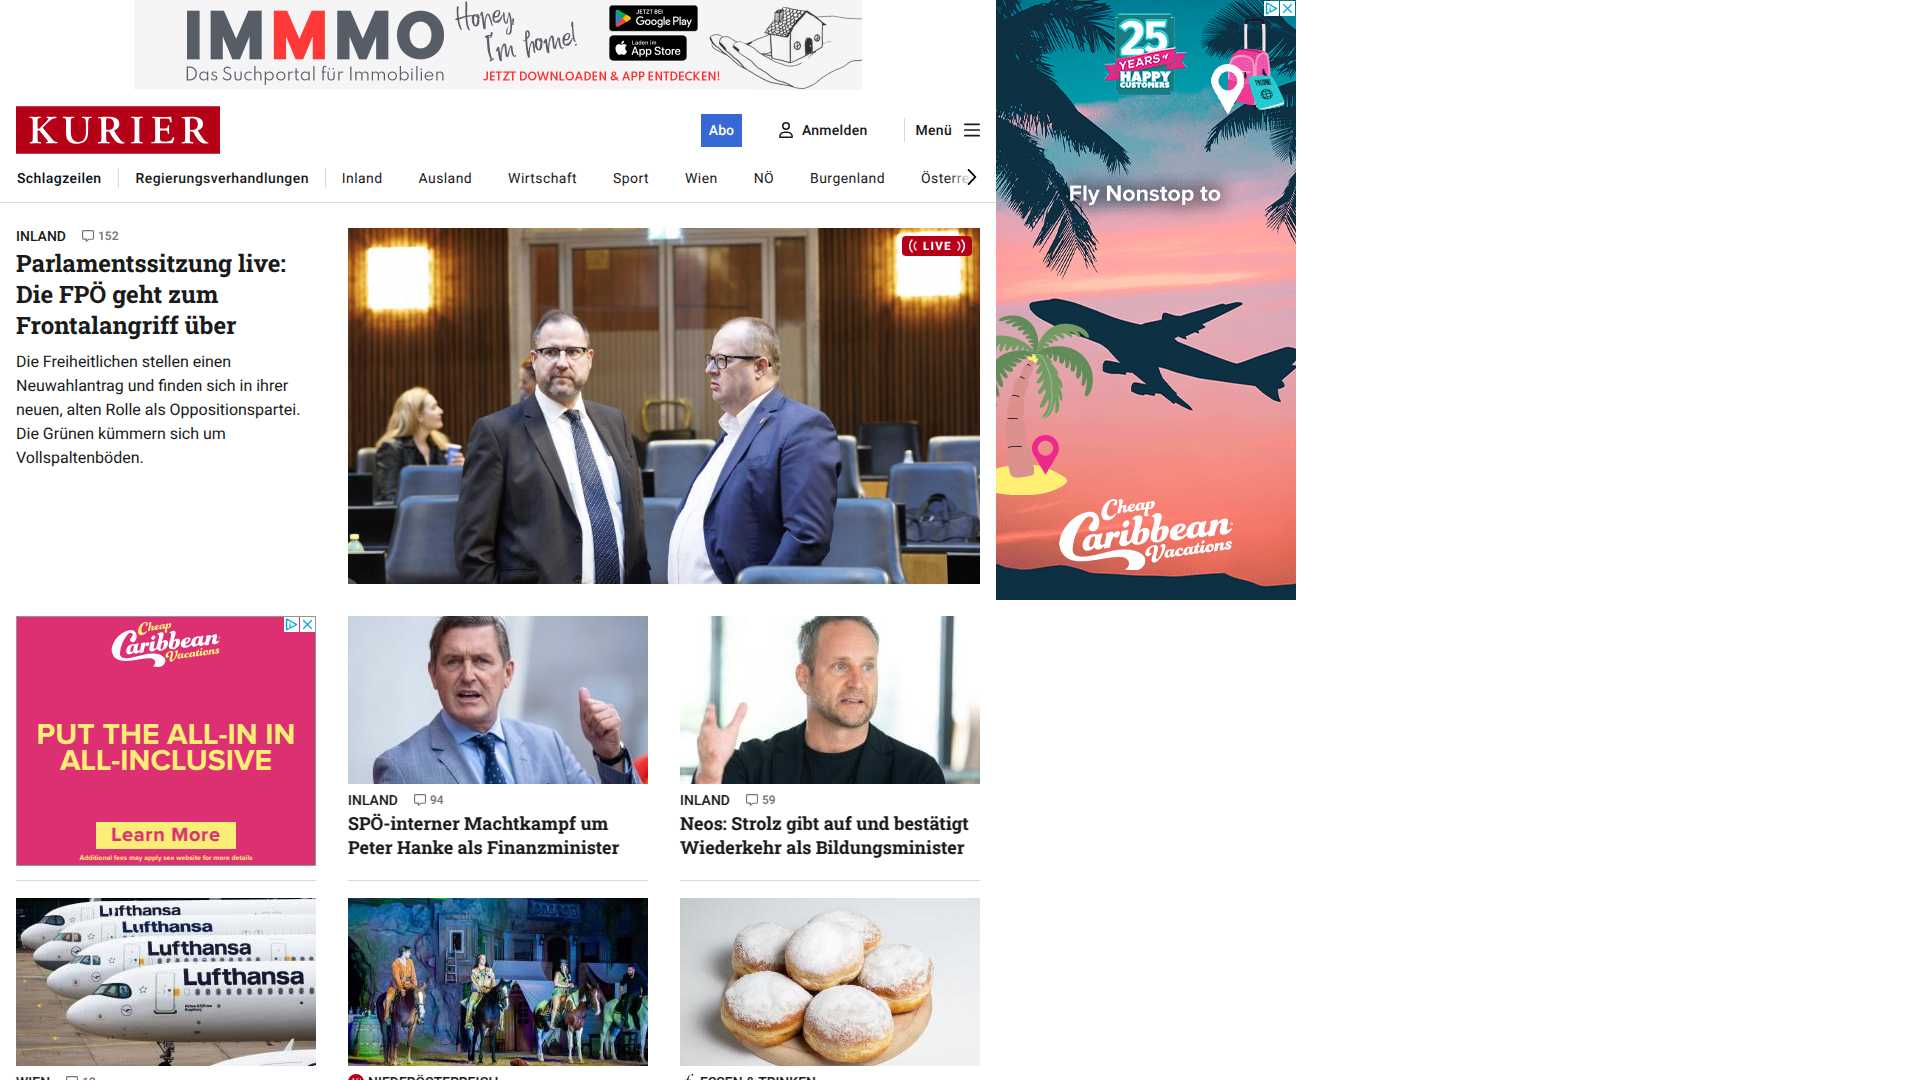 IMMMO
Das Suchportal für Immobilien
Honey,
I'm home!
JETZT BEI
Google Play
Laden im
App Store
JETZT DOWNLOADEN & APP ENTDECKEN!
25
YEARS of
HAPPY
CUSTOMERS
KURIER
Abo
Anmelden
Menü
Schlagzeilen
Regierungsverhandlungen
Inland
Ausland
Wirtschaft
Sport
Wien
NÖ
Burgenland
Österre
Fly Nonstop to
INLAND 152
Parlamentssitzung live:
Die FPÖ geht zum
Frontalangriff über
Die Freiheitlichen stellen einen
Neuwahlantrag und finden sich in ihrer
neuen, alten Rolle als Oppositionspartei.
Die Grünen kümmern sich um
Vollspaltenböden.
LIVE
Cheap
Caribbean
Vacations
Cheap
Caribbean
Vacations
PUT THE ALL-IN IN
ALL-INCLUSIVE
Learn More
Additional fees may apply see website for more details
INLAND 94
SPÖ-interner Machtkampf um
Peter Hanke als Finanzminister
INLAND 59
Neos: Strolz gibt auf und bestätigt
Wiederkehr als Bildungsminister
Lufthansa
Lufthansa
Lufthansa
Lufthansa
WIEN 12
NIEDERÖSTERREICH
ESSEN & TRINKEN